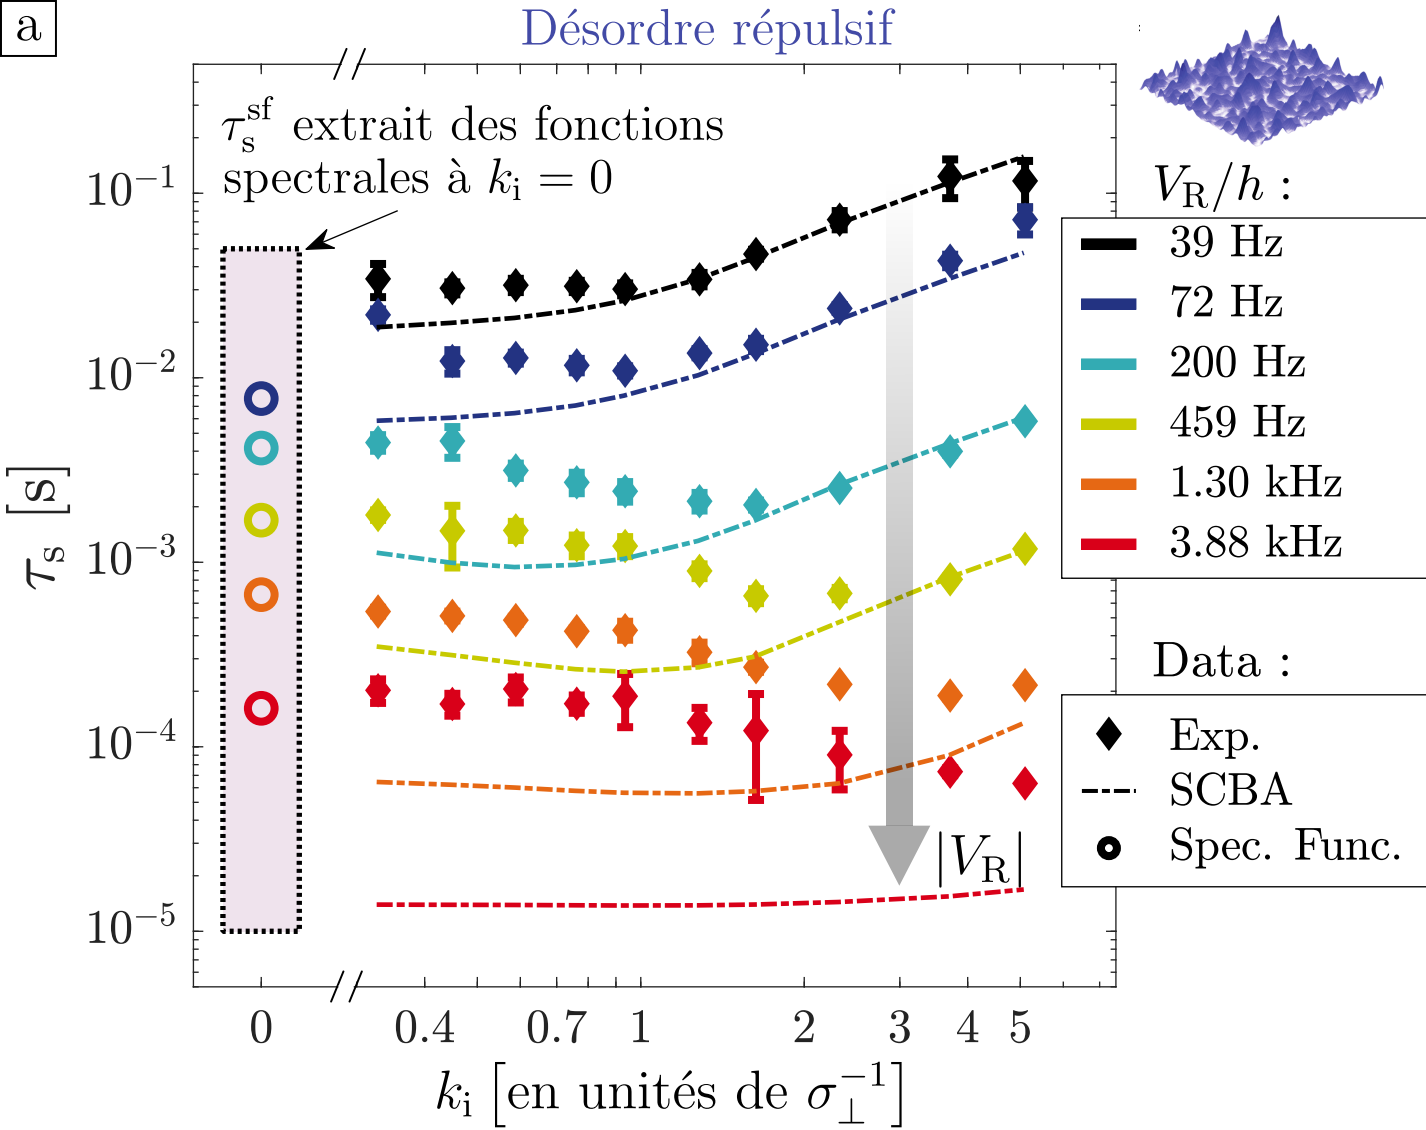 a
Désordre répulsif
τ_s^sf extrait des fonctions
spectrales à k_i = 0
10^−1
10^−2
10^−3
10^−4
10^−5
τ_s [s]
0
0.4
0.7
1
2
3
4
5
k_i [en unités de σ_⊥^−1]
|V_R|
V_R/h :
39 Hz
72 Hz
200 Hz
459 Hz
1.30 kHz
3.88 kHz
Data :
Exp.
SCBA
Spec. Func.